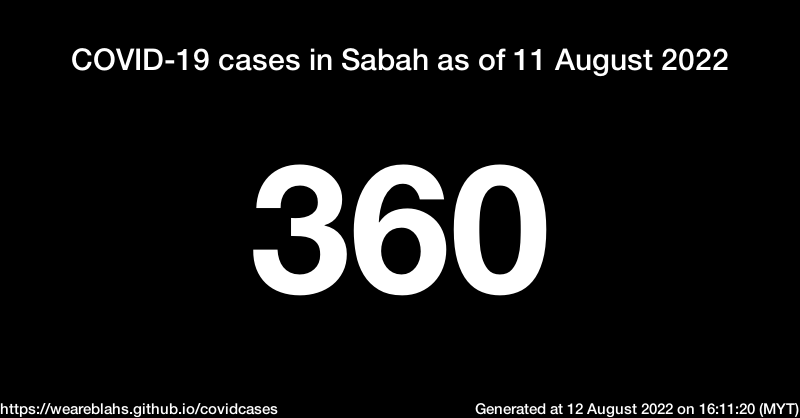 COVID-19 cases in Sabah as of 11 August 2022
360
https://weareblahs.github.io/covidcases
Generated at 12 August 2022 on 16:11:20 (MYT)